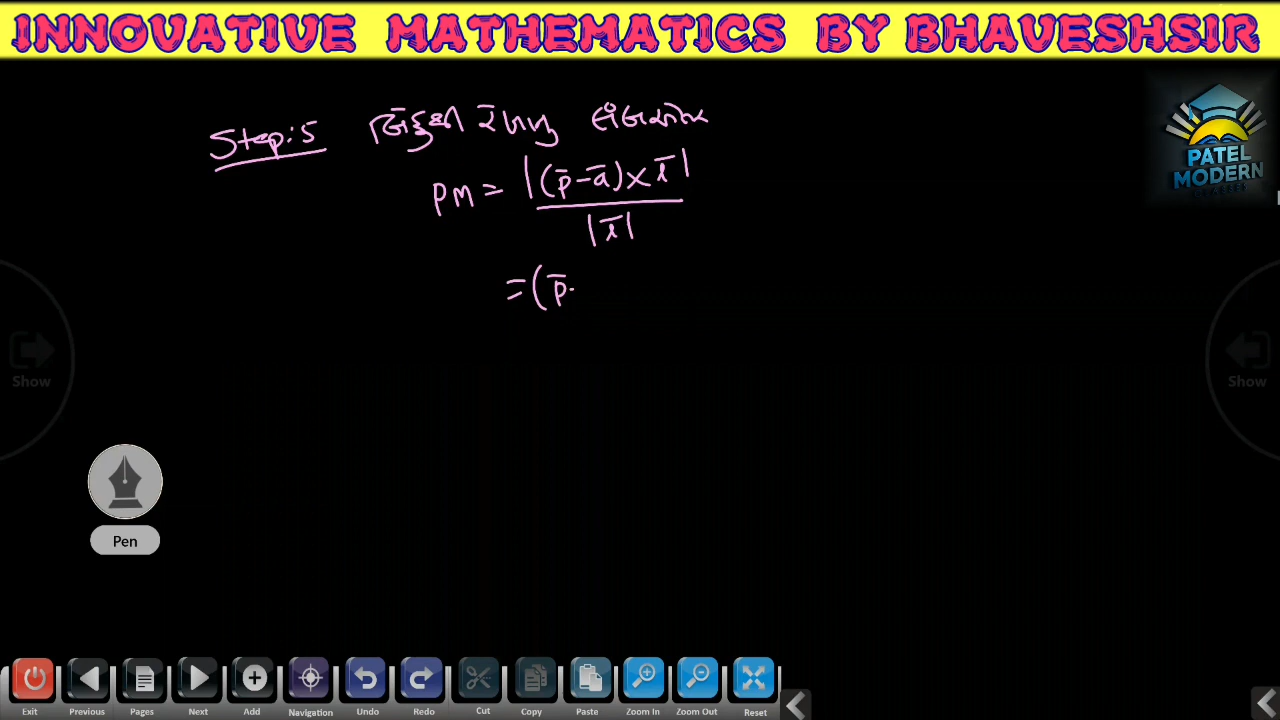 INNOVATIVE MATHEMATICS BY BHAVESHSIR
Step:5 બિંદુથી રેખાનું લંબઅંતર
PM = |(p̄-ā)×l̄|
|l̄|
=(p̄-
PATEL
MODERN
Show
Show
Pen
Exit Previous Pages Next Add Navigation Undo Redo Cut Copy Paste Zoom In Zoom Out Reset